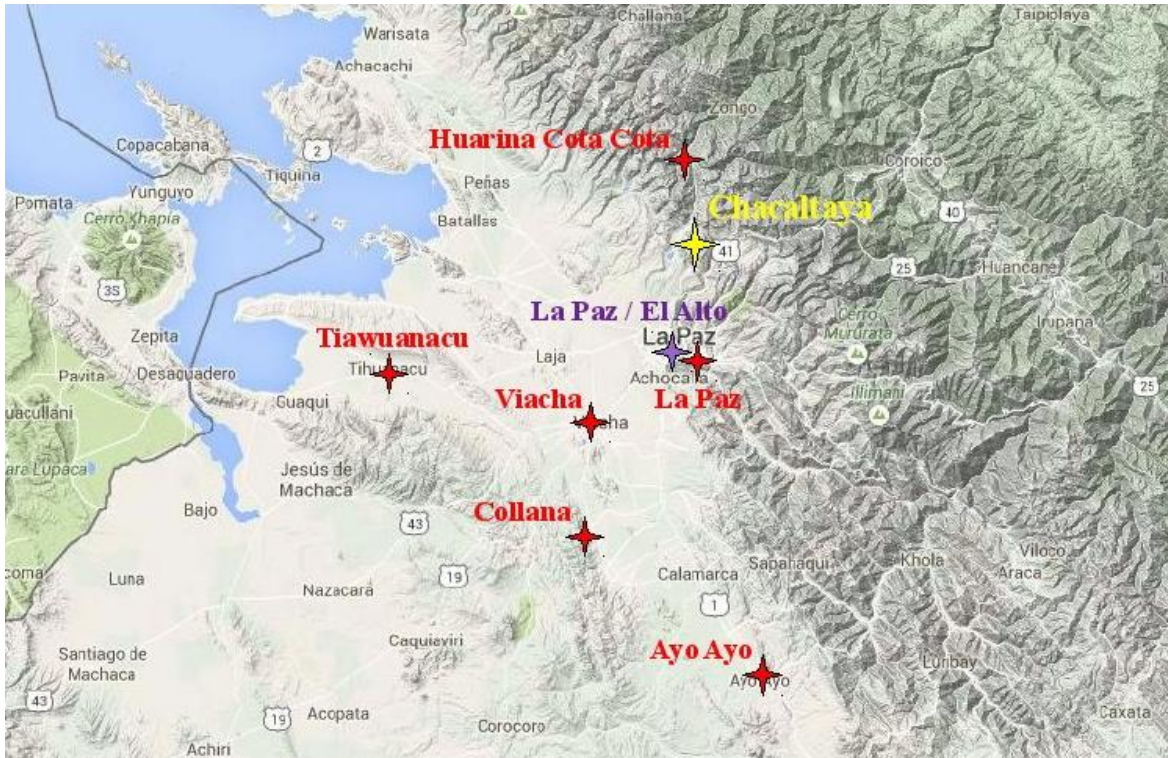 Challana
Taipiplaya
Warisata
Achacachi
Zongo
Copacabana
2
Huarina Cota Cota
Coroico
Tiquina
Peñas
Yunguyo
Pomata
Batallas
Chacaltaya
40
Cerro Khapia
41
25
Huancane
3S
La Paz / El Alto
Zepita
Tiawuanacu
La Paz
Cerro
Mururata
Irupana
Laja
Pavita
Desaguadero
Achocalla
25
Guaqui
Viacha
La Paz
Illimani
Jesús de
Machaca
Bajo
Collana
43
Luna
19
Calamarca
Sapahaqui
Khola
Viloco
Araca
Nazacará
1
Caquiaviri
Ayo Ayo
Santiago de
Machaca
Luribay
43
Acopata
19
Corocoro
Caxata
Achiri